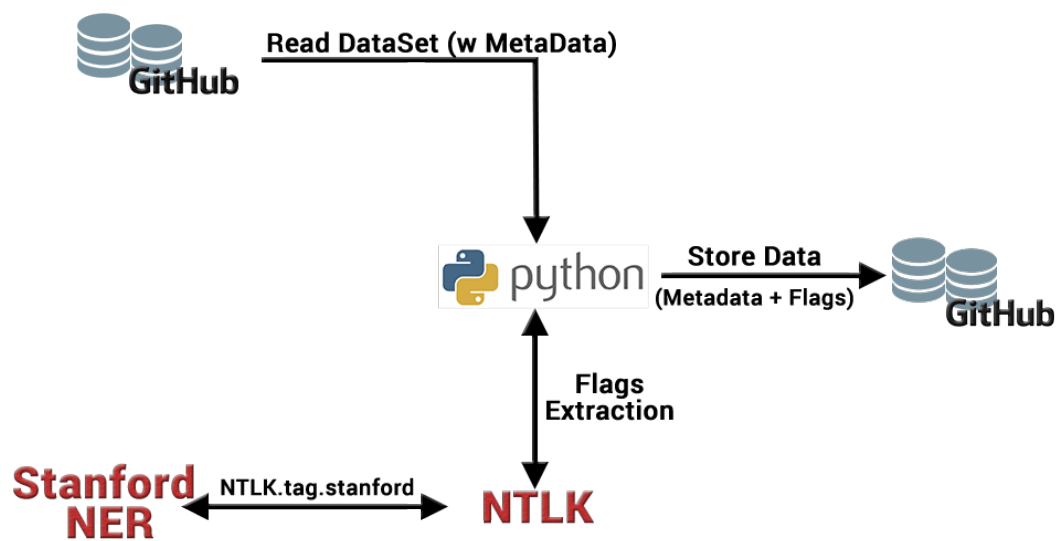 Read DataSet (w MetaData)
GitHub
python
Store Data
(Metadata + Flags)
GitHub
Flags
Extraction
Stanford
NER
NTLK.tag.stanford
NTLK